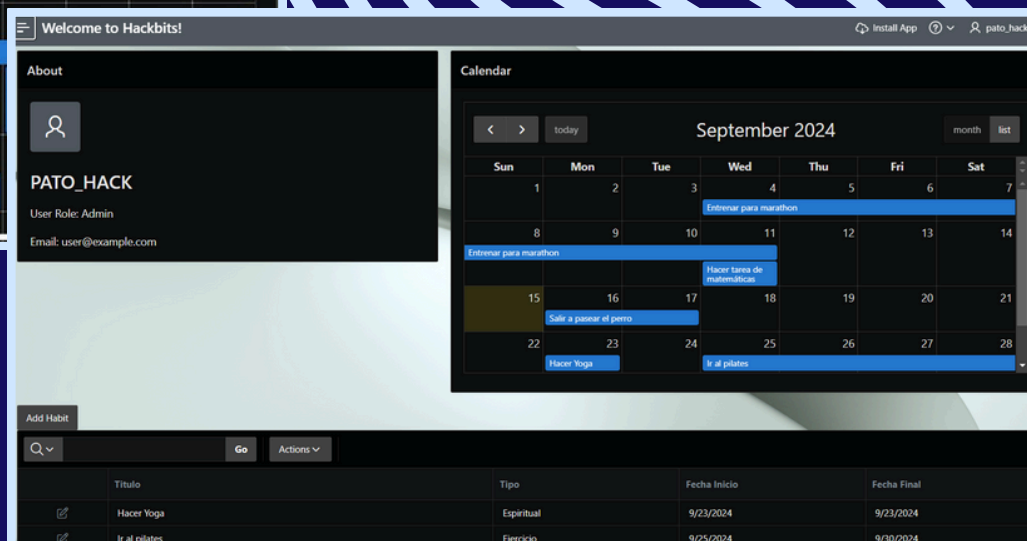 Welcome to Hackbits!
Install App
pato_hack
About
PATO_HACK
User Role: Admin
Email: user@example.com
Calendar
today
September 2024
month list
Sun Mon Tue Wed Thu Fri Sat
1 2 3 4 5 6 7
Entrenar para marathon
8 9 10 11 12 13 14
Entrenar para marathon
Hacer tarea de
matemáticas
15 16 17 18 19 20 21
Salir a pasear el perro
22 23 24 25 26 27 28
Hacer Yoga Ir al pilates
Add Habit
Go Actions
Titulo Tipo Fecha Inicio Fecha Final
Hacer Yoga Espiritual 9/23/2024 9/23/2024
Ir al pilates Ejercicio 9/25/2024 9/30/2024